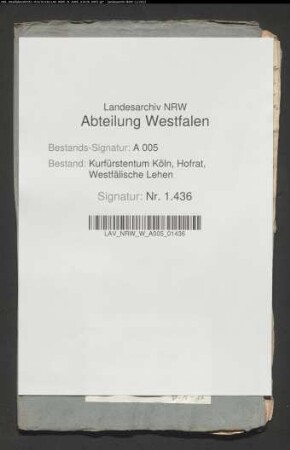 Landesarchiv NRW
Abteilung Westfalen
Bestands-Signatur: A 005
Bestand: Kurfürstentum Köln, Hofrat,
Westfälische Lehen
Signatur: Nr. 1.436
LAV_NRW_W_A005_01436